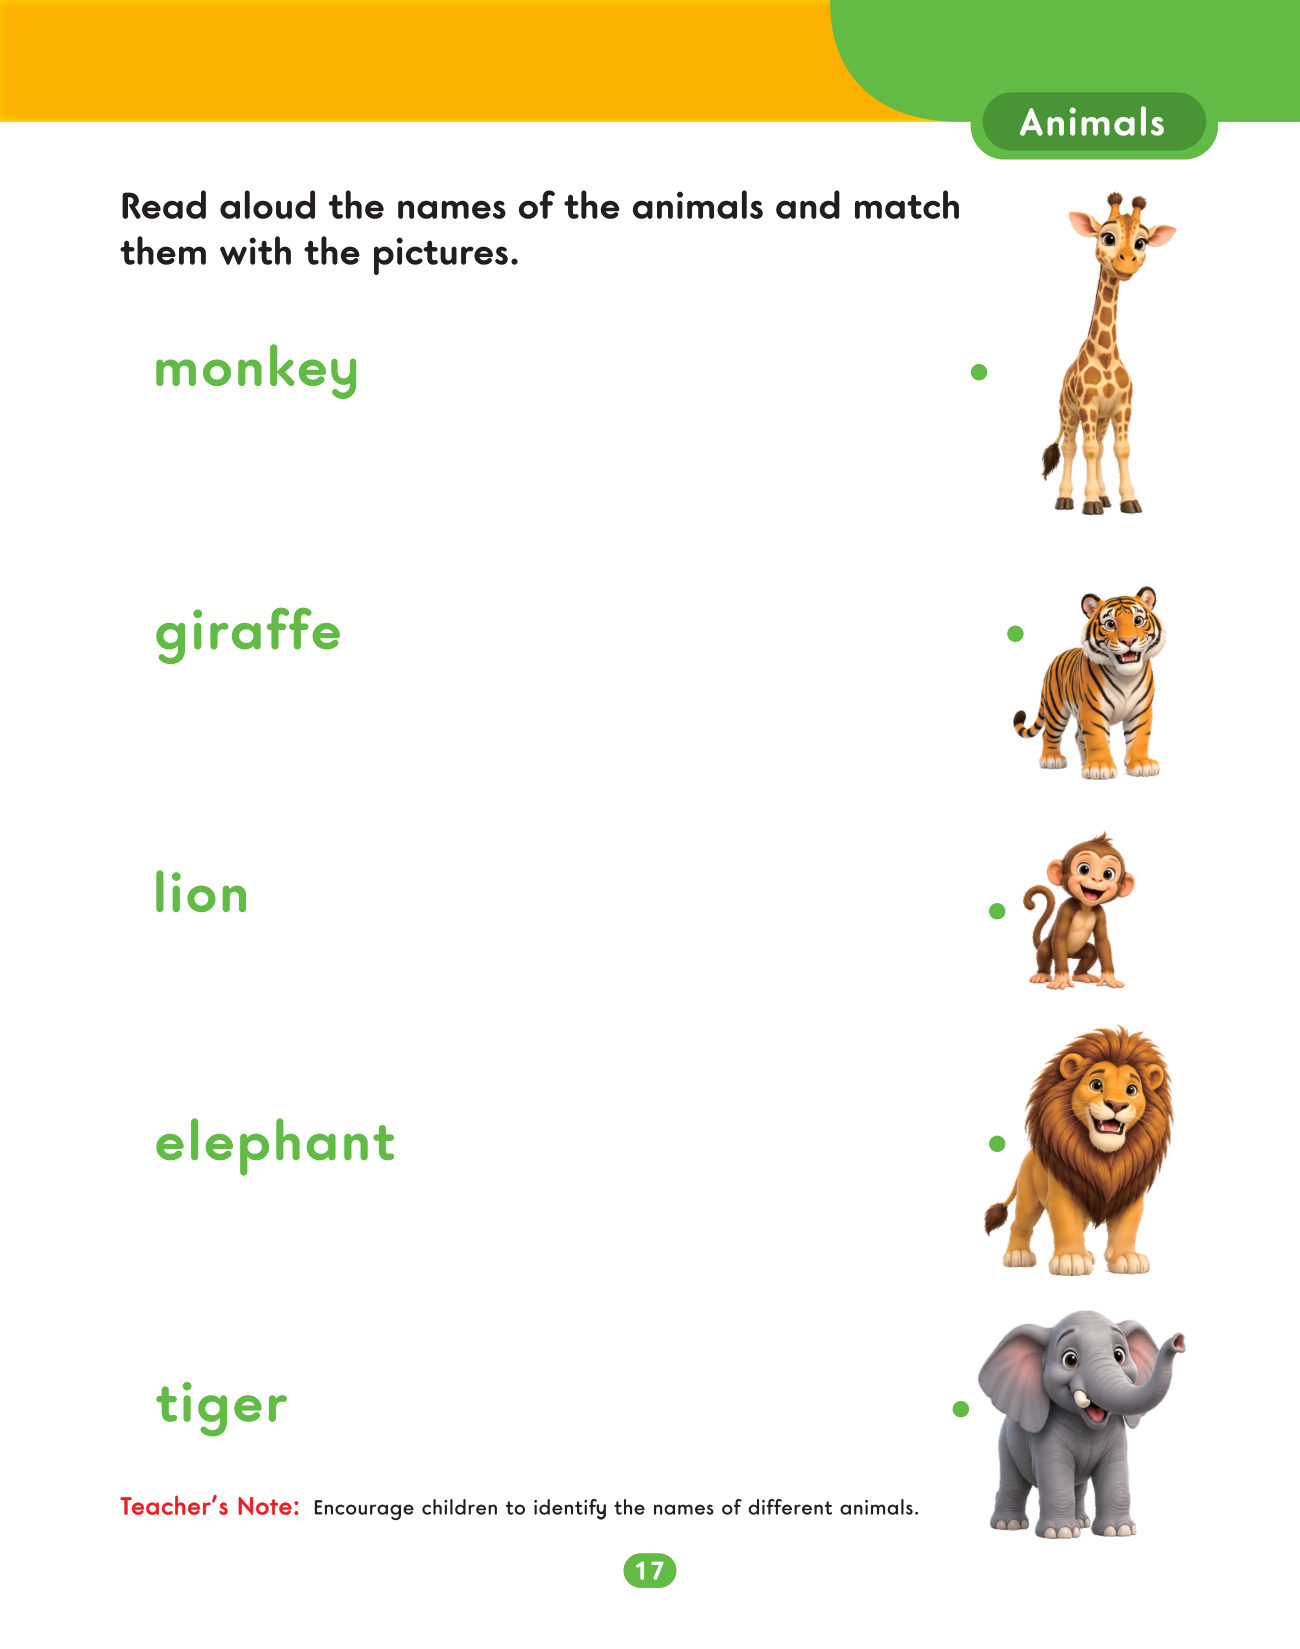 Animals
Read aloud the names of the animals and match
them with the pictures.
monkey
giraffe
lion
elephant
tiger
Teacher's Note: Encourage children to identify the names of different animals.
17